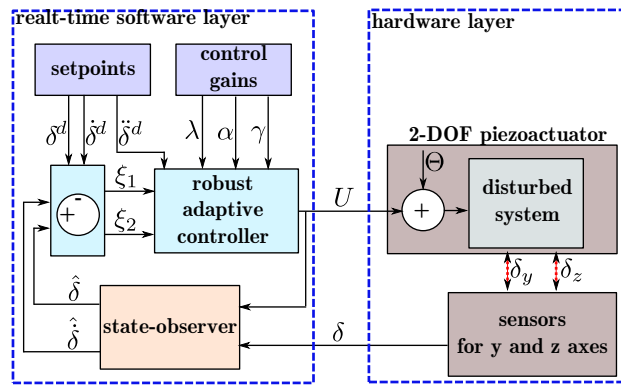 realt-time software layer
hardware layer
setpoints
control
gains
δᵈ δ̇ᵈ δ̈ᵈ
λ α γ
2-DOF piezoactuator
Θ
ξ₁
ξ₂
+ -
robust
adaptive
controller
U
+
disturbed
system
δ_y δ_z
δ̂
δ̇̂
state-observer
δ
sensors
for y and z axes